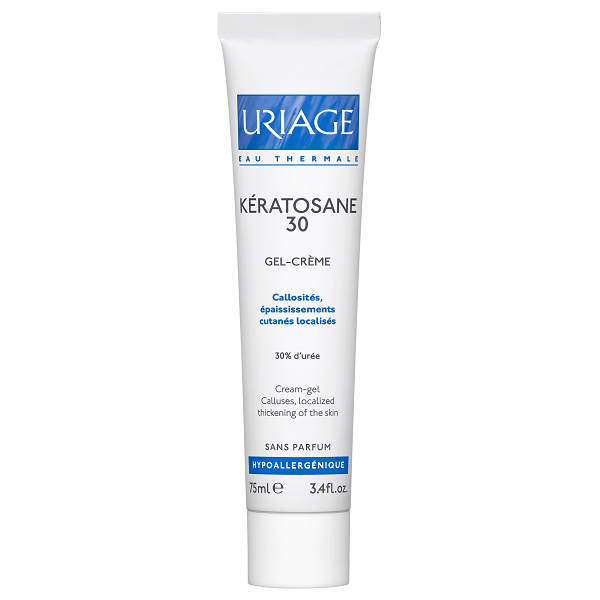 URIAGE
EAU THERMALE
KÉRATOSANE
30
GEL-CRÈME
Callosités,
épaississements
cutanés localisés
30% d'urée
Cream-gel
Calluses, localized
thickening of the skin
SANS PARFUM
HYPOALLERGÉNIQUE
75ml ℮ 3.4fl.oz.